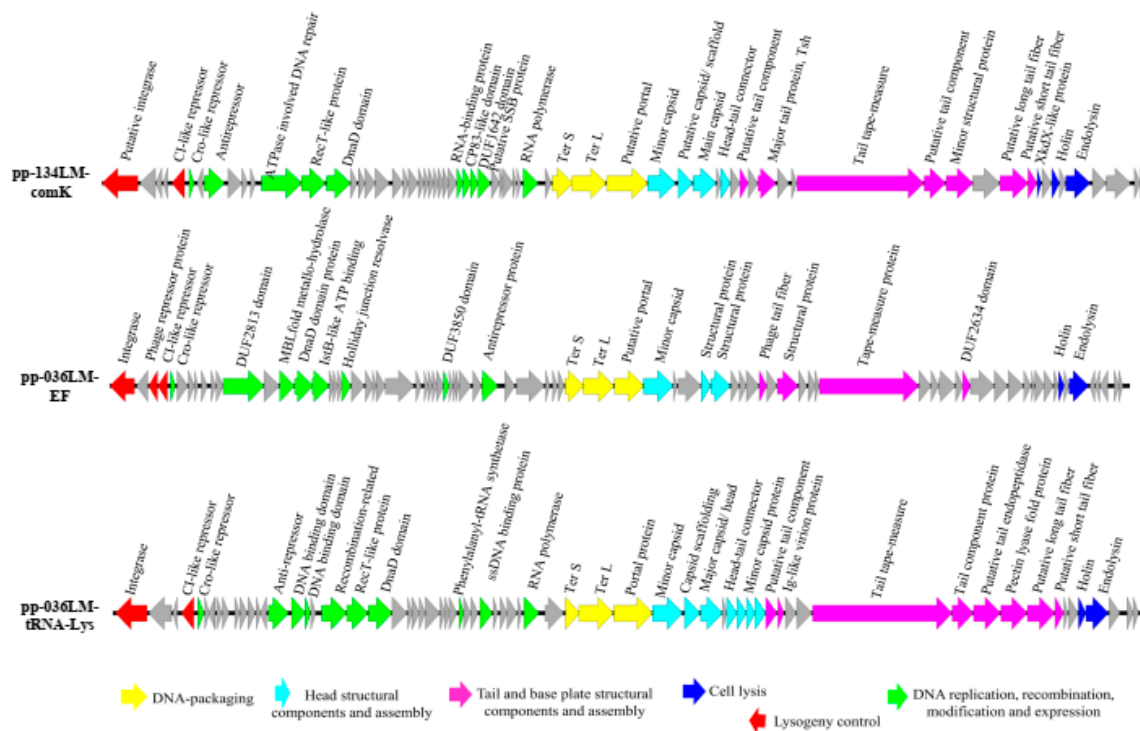 Putative integrase
CI-like repressor
Cro-like repressor
Antirepressor
ATPase involved DNA repair
RecT-like protein
DnaD domain
RNA-binding protein
CP83-like domain
DUF1642 domain
Putative SSB protein
RNA polymerase
Ter S
Ter L
Putative portal
Minor capsid
Putative capsid/ scaffold
Main capsid
Head-tail connector
Putative tail component
Major tail protein, Tsh
Tail tape-measure
Putative tail component
Minor structural protein
Putative long tail fiber
Putative short tail fiber
XkdX-like protein
Holin
Endolysin
pp-134LM-
comK
Integrase
Phage repressor protein
CI-like repressor
Cro-like repressor
DUF2813 domain
MBLfold metallo-hydrolase
DnaD domain protein
IstB-like ATP binding
Holliday junction resolvase
DUF3850 domain
Antirepressor protein
Ter S
Ter L
Putative portal
Minor capsid
Structural protein
Structural protein
Phage tail fiber
Structural protein
Tape-measure protein
DUF2634 domain
Holin
Endolysin
pp-036LM-
EF
Integrase
CI-like repressor
Cro-like repressor
Anti-repressor
DNA binding domain
DNA binding domain
Recombination-related
RecT-like protein
DnaD domain
Phenylalanyl-tRNA synthetase
ssDNA binding protein
RNA polymerase
Ter S
Ter L
Portal protein
Minor capsid
Capsid scaffolding
Major capsid/ head
Head-tail connector
Minor capsid protein
Putative tail component
Ig-like virion protein
Tail tape-measure
Tail component protein
Putative tail endopeptidase
Pectin lyase fold protein
Putative long tail fiber
Putative short tail fiber
Holin
Endolysin
pp-036LM-
tRNA-Lys
DNA-packaging
Head structural
components and assembly
Tail and base plate structural
components and assembly
Cell lysis
Lysogeny control
DNA replication, recombination,
modification and expression